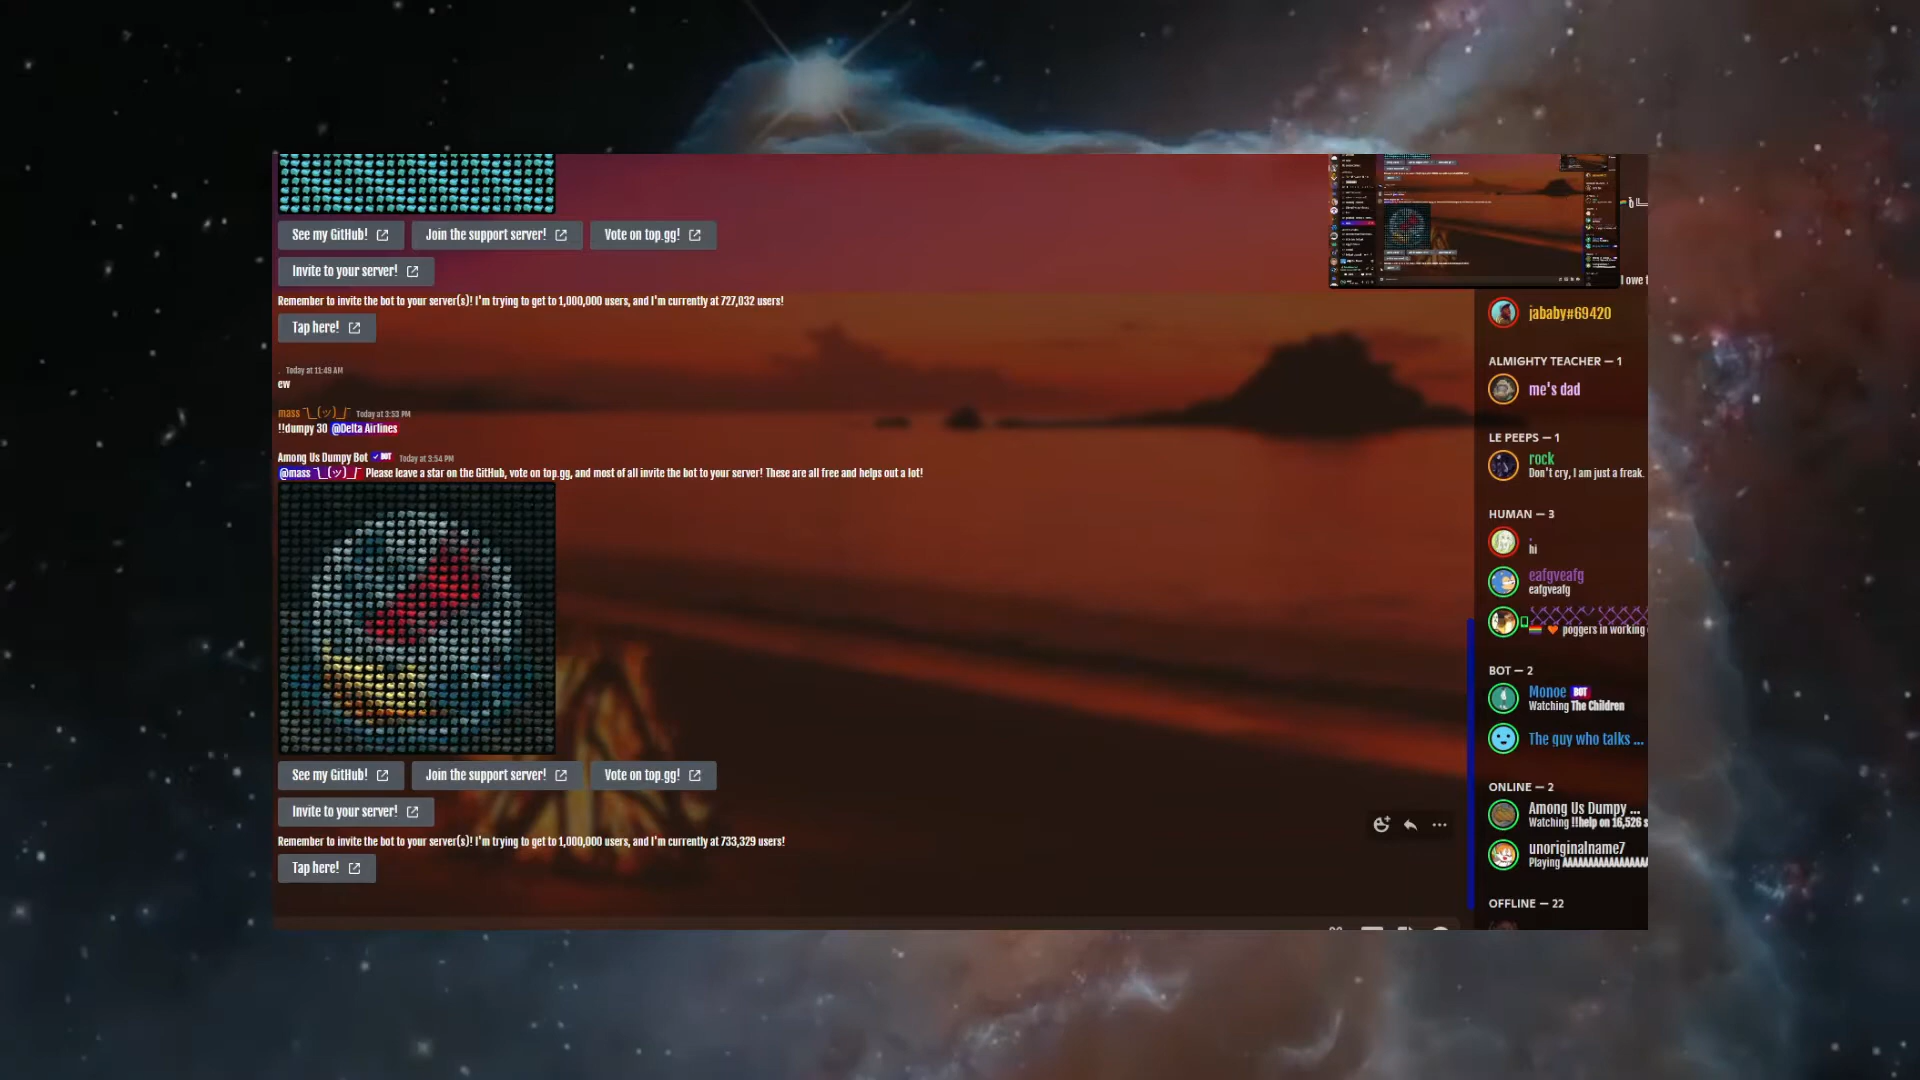 See my GitHub!
Join the support server!
Vote on top.gg!
Invite to your server!
Remember to invite the bot to your server(s)! I'm trying to get to 1,000,000 users, and I'm currently at 727,032 users!
Tap here!
. Today at 11:49 AM
ew
mass ¯\_(ツ)_/¯ Today at 3:53 PM
!!dumpy 30 @Delta Airlines
Among Us Dumpy Bot ✓ BOT Today at 3:54 PM
@mass ¯\_(ツ)_/¯ Please leave a star on the GitHub, vote on top.gg, and most of all invite the bot to your server! These are all free and helps out a lot!
See my GitHub!
Join the support server!
Vote on top.gg!
Invite to your server!
Remember to invite the bot to your server(s)! I'm trying to get to 1,000,000 users, and I'm currently at 733,329 users!
Tap here!
I owe
jababy#69420
ALMIGHTY TEACHER — 1
me's dad
LE PEEPS — 1
rock
Don't cry, I am just a freak.
HUMAN — 3
.
hi
eafgveafg
eafgveafg
poggers in working
BOT — 2
Monoe BOT
Watching The Children
The guy who talks ...
ONLINE — 2
Among Us Dumpy ...
Watching !!help on 16,526 s
unoriginalname7
Playing AAAAAAAAAAAAAAA
OFFLINE — 22